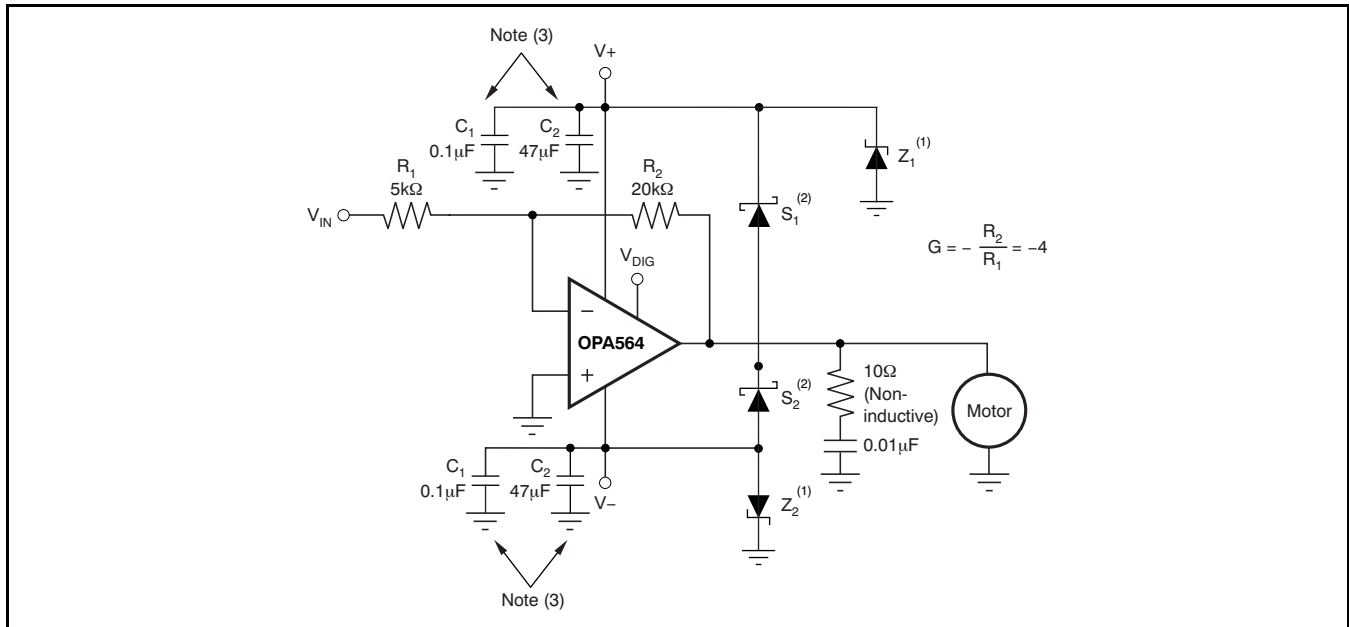 Note (3)
V+
C1
0.1μF
C2
47μF
Z1(1)
R1
5kΩ
R2
20kΩ
S1(2)
VIN
VDIG
G = − R2/R1 = −4
−
OPA564
+
10Ω
(Non-
inductive)
S2(2)
Motor
0.01μF
C1
0.1μF
C2
47μF
V−
Z2(1)
Note (3)